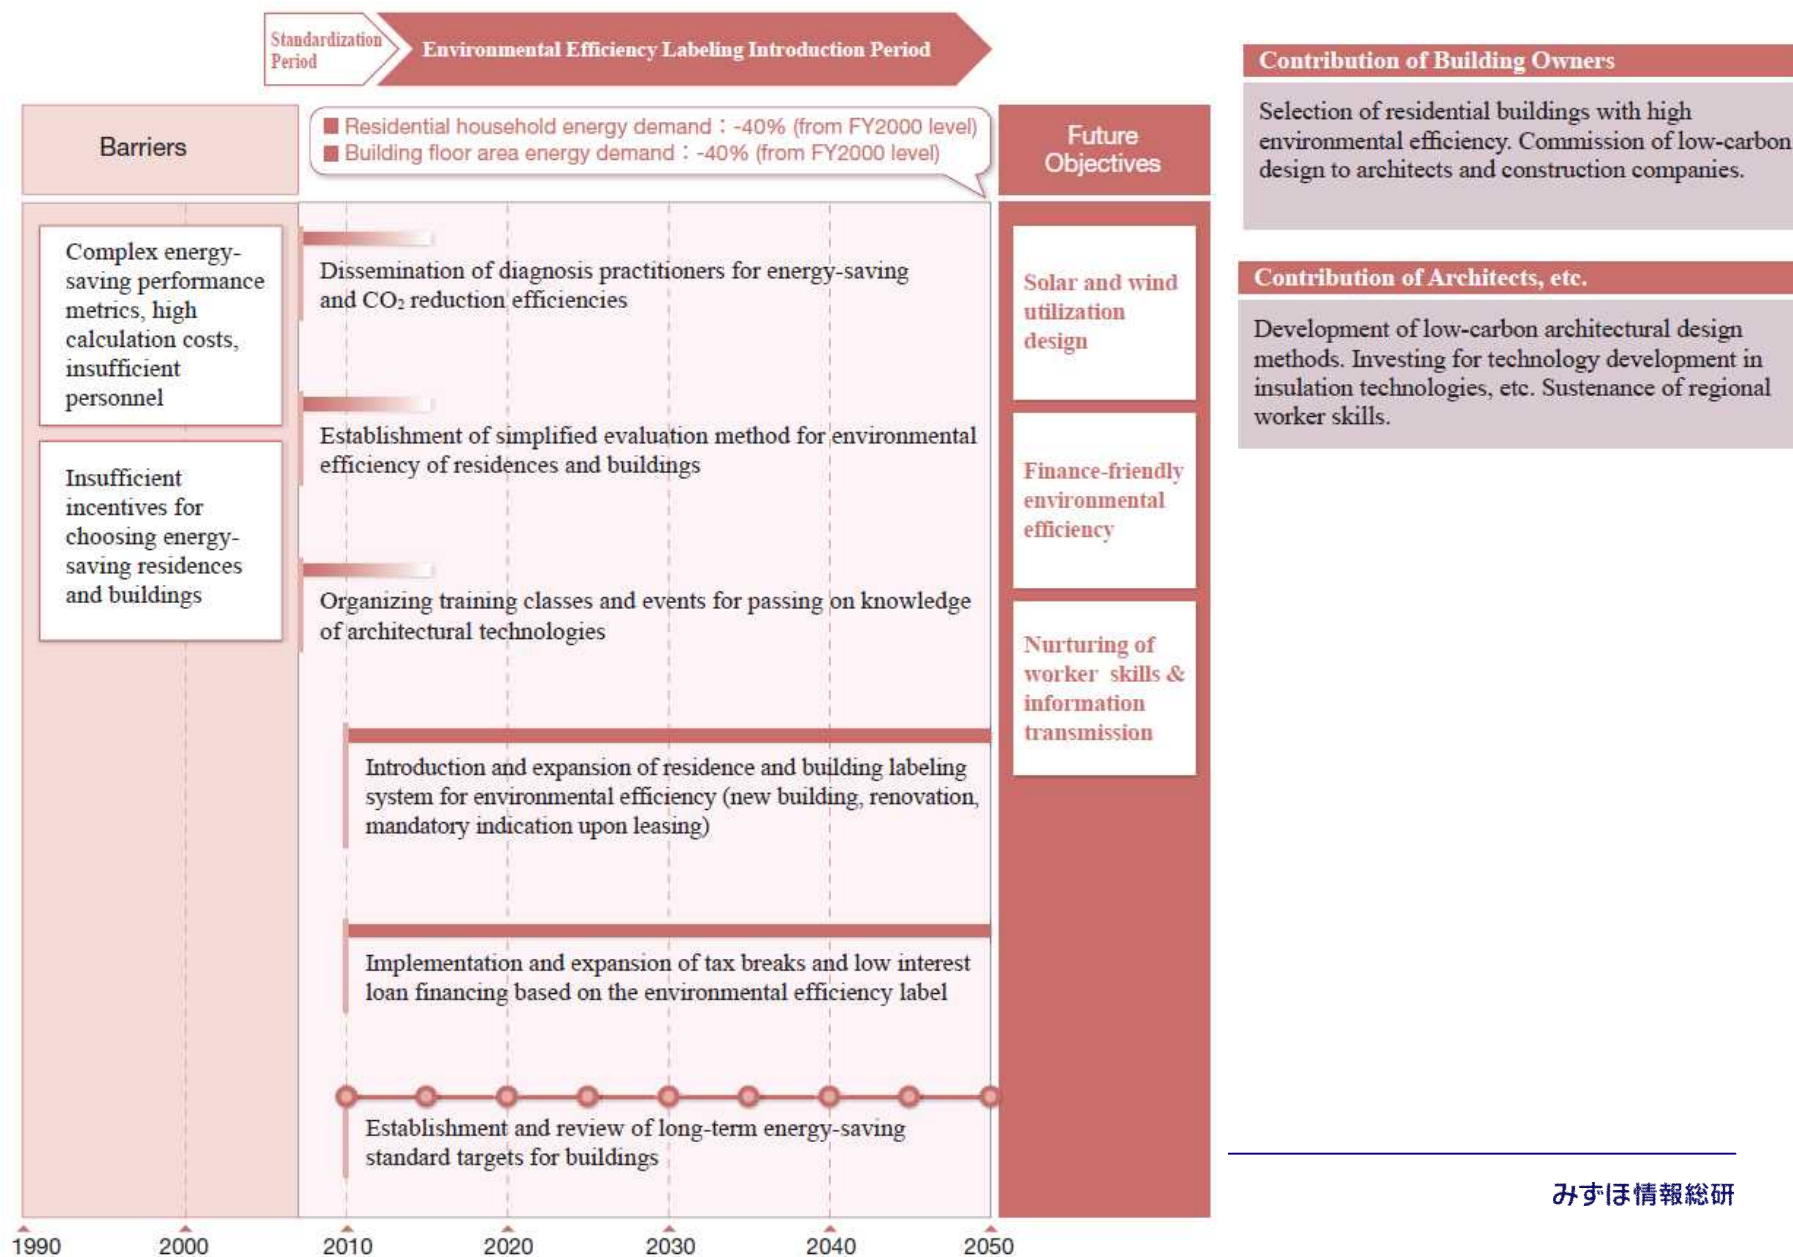 Standardization
Period
Environmental Efficiency Labeling Introduction Period
Barriers
■ Residential household energy demand：-40% (from FY2000 level)
■ Building floor area energy demand：-40% (from FY2000 level)
Future
Objectives
Complex energy-
saving performance
metrics, high
calculation costs,
insufficient
personnel
Insufficient
incentives for
choosing energy-
saving residences
and buildings
Dissemination of diagnosis practitioners for energy-saving
and CO₂ reduction efficiencies
Establishment of simplified evaluation method for environmental
efficiency of residences and buildings
Organizing training classes and events for passing on knowledge
of architectural technologies
Introduction and expansion of residence and building labeling
system for environmental efficiency (new building, renovation,
mandatory indication upon leasing)
Implementation and expansion of tax breaks and low interest
loan financing based on the environmental efficiency label
Establishment and review of long-term energy-saving
standard targets for buildings
Solar and wind
utilization
design
Finance-friendly
environmental
efficiency
Nurturing of
worker skills &
information
transmission
1990 2000 2010 2020 2030 2040 2050
Contribution of Building Owners
Selection of residential buildings with high
environmental efficiency. Commission of low-carbon
design to architects and construction companies.
Contribution of Architects, etc.
Development of low-carbon architectural design
methods. Investing for technology development in
insulation technologies, etc. Sustenance of regional
worker skills.
みずほ情報総研